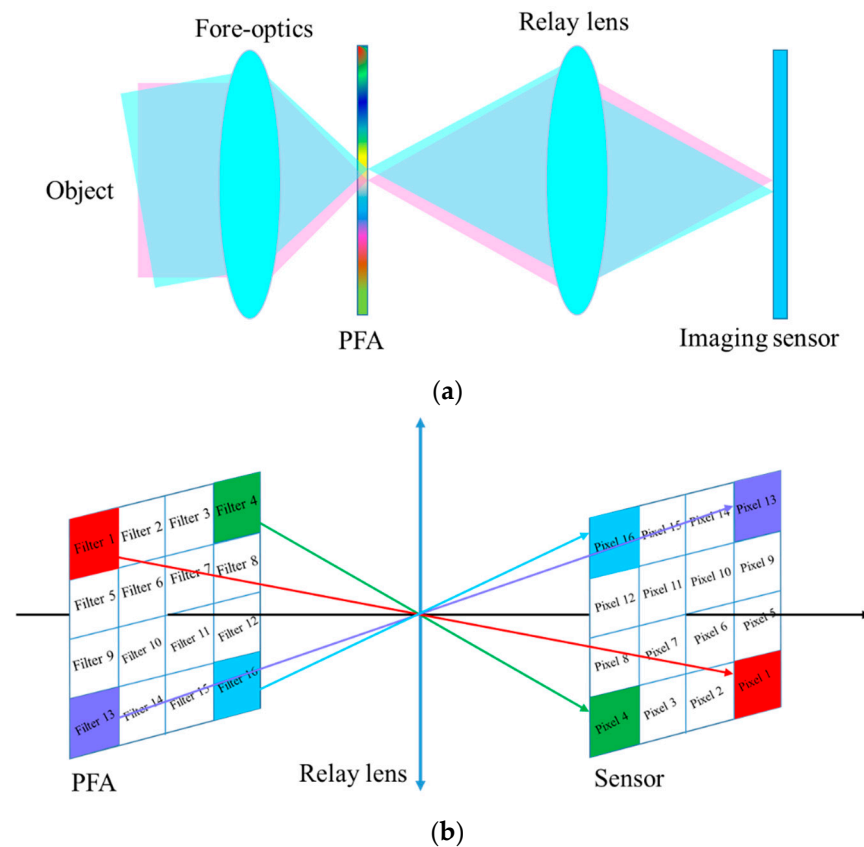 Fore-optics
Relay lens
Object
PFA
Imaging sensor
(a)
Filter 1 Filter 2 Filter 3 Filter 4
Filter 5 Filter 6 Filter 7 Filter 8
Filter 9 Filter 10 Filter 11 Filter 12
Filter 13 Filter 14 Filter 15 Filter 16
Pixel 16 Pixel 15 Pixel 14 Pixel 13
Pixel 12 Pixel 11 Pixel 10 Pixel 9
Pixel 8 Pixel 7 Pixel 6 Pixel 5
Pixel 4 Pixel 3 Pixel 2 Pixel 1
PFA
Relay lens
Sensor
(b)